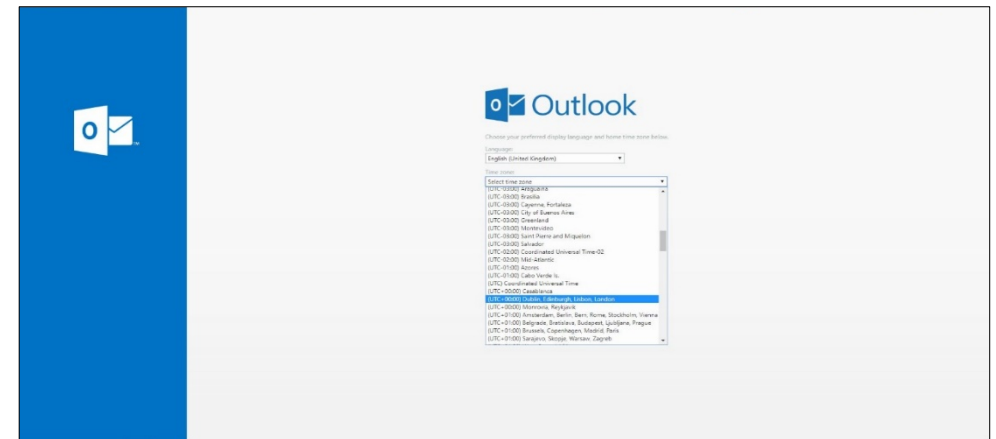 O
TM
O Outlook
Choose your preferred display language and home time zone below.
Language:
English (United Kingdom)
Time zone:
Select time zone
(UTC-03:00) Araguaina
(UTC-03:00) Brasilia
(UTC-03:00) Cayenne, Fortaleza
(UTC-03:00) City of Buenos Aires
(UTC-03:00) Greenland
(UTC-03:00) Montevideo
(UTC-03:00) Saint Pierre and Miquelon
(UTC-03:00) Salvador
(UTC-02:00) Coordinated Universal Time-02
(UTC-02:00) Mid-Atlantic
(UTC-01:00) Azores
(UTC-01:00) Cabo Verde Is.
(UTC) Coordinated Universal Time
(UTC+00:00) Casablanca
(UTC+00:00) Dublin, Edinburgh, Lisbon, London
(UTC+00:00) Monrovia, Reykjavik
(UTC+01:00) Amsterdam, Berlin, Bern, Rome, Stockholm, Vienna
(UTC+01:00) Belgrade, Bratislava, Budapest, Ljubljana, Prague
(UTC+01:00) Brussels, Copenhagen, Madrid, Paris
(UTC+01:00) Sarajevo, Skopje, Warsaw, Zagreb